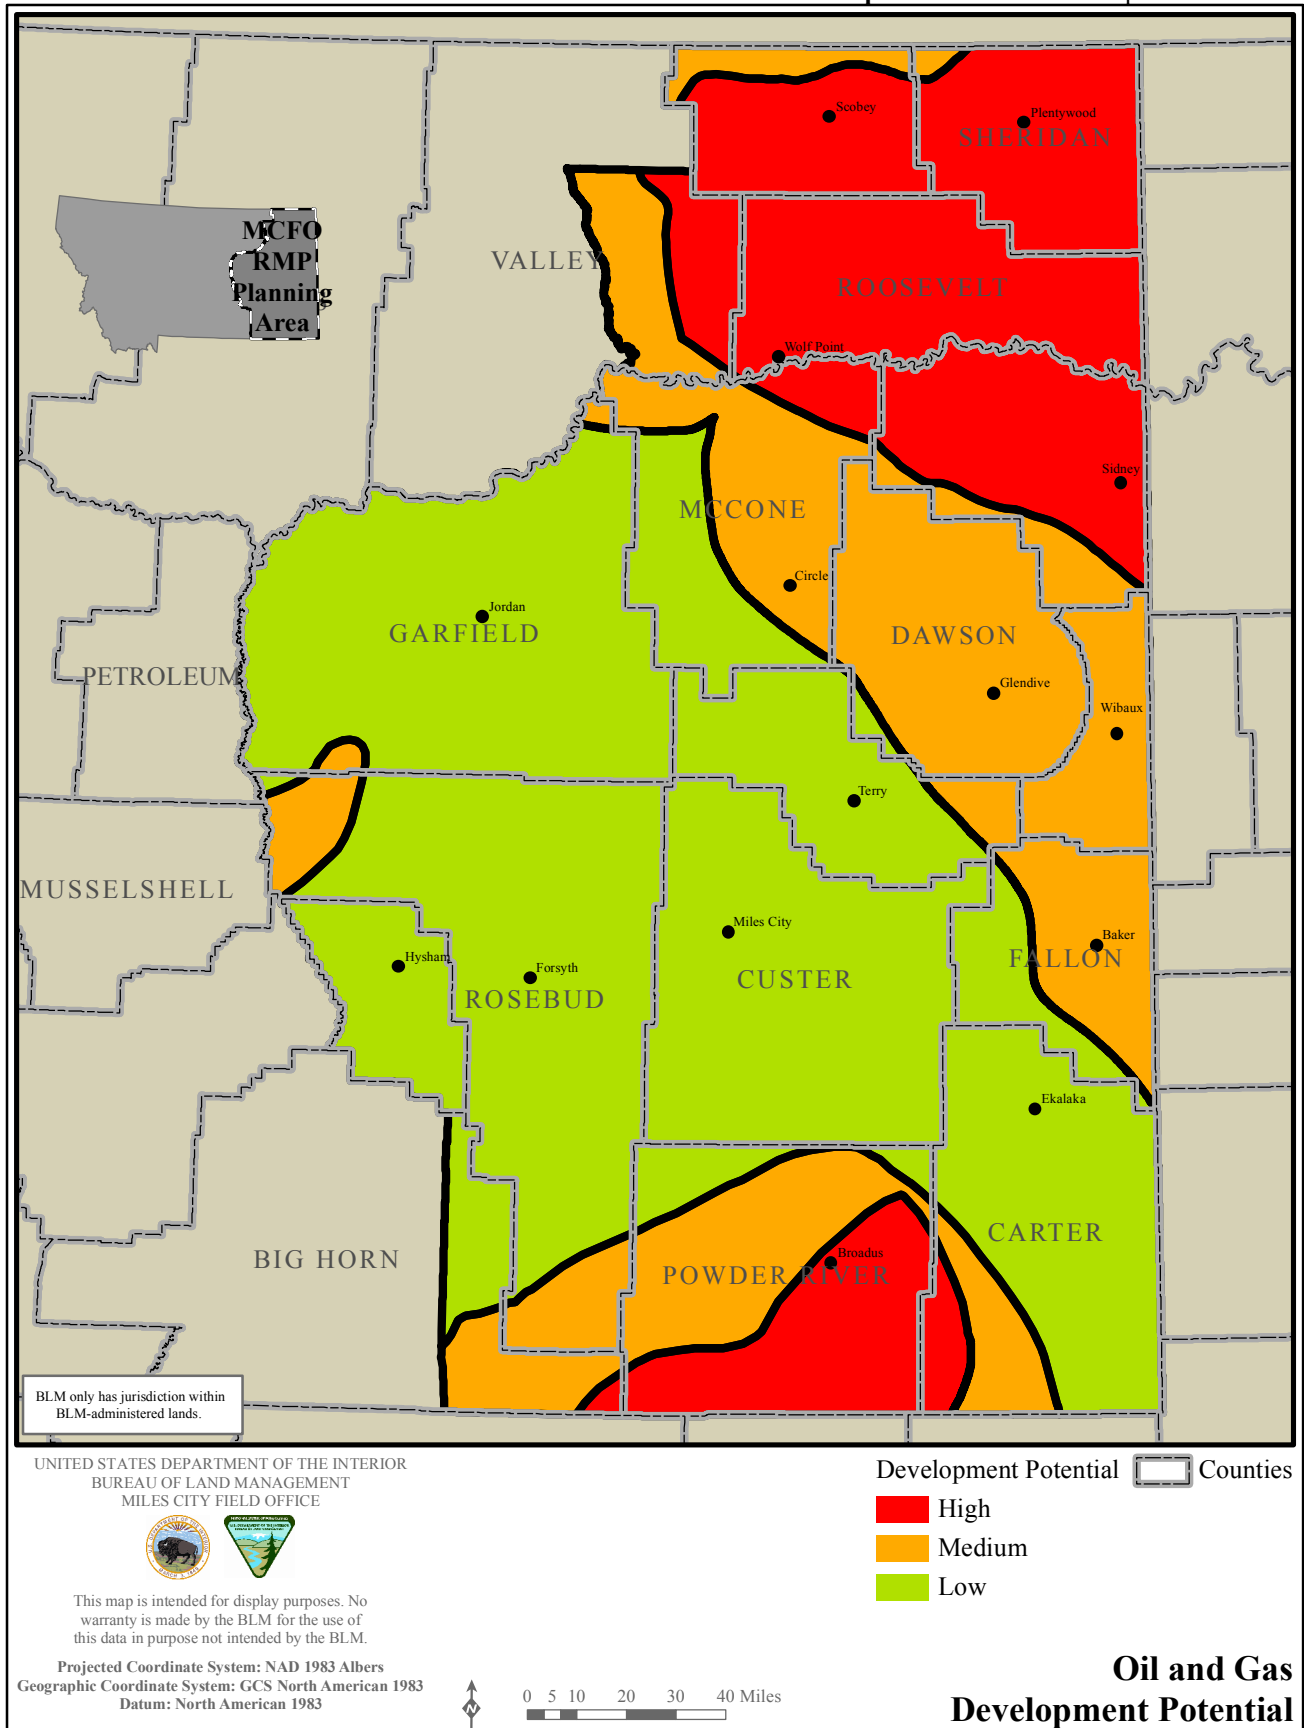 Scobey
Plentywood
SHERIDAN
MCFO
RMP
Planning
Area
VALLEY
ROOSEVELT
Wolf Point
Sidney
MCCONE
Circle
Jordan
GARFIELD
DAWSON
PETROLEUM
Glendive
Wibaux
Terry
MUSSELSHELL
Miles City
Baker
Hysham
Forsyth
FALLON
CUSTER
ROSEBUD
Ekalaka
CARTER
BIG HORN
Broadus
POWDER RIVER
BLM only has jurisdiction within
BLM-administered lands.
UNITED STATES DEPARTMENT OF THE INTERIOR
BUREAU OF LAND MANAGEMENT
MILES CITY FIELD OFFICE
This map is intended for display purposes. No
warranty is made by the BLM for the use of
this data in purpose not intended by the BLM.
Projected Coordinate System: NAD 1983 Albers
Geographic Coordinate System: GCS North American 1983
Datum: North American 1983
N
0 5 10 20 30 40 Miles
Development Potential
Counties
High
Medium
Low
Oil and Gas
Development Potential